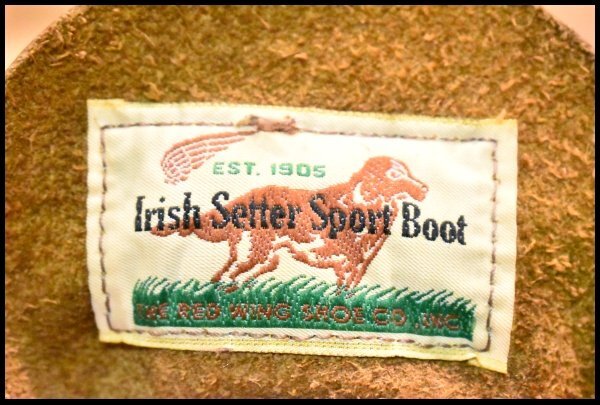 EST. 1905
Irish Setter Sport Boot
THE RED WING SHOE CO. INC.